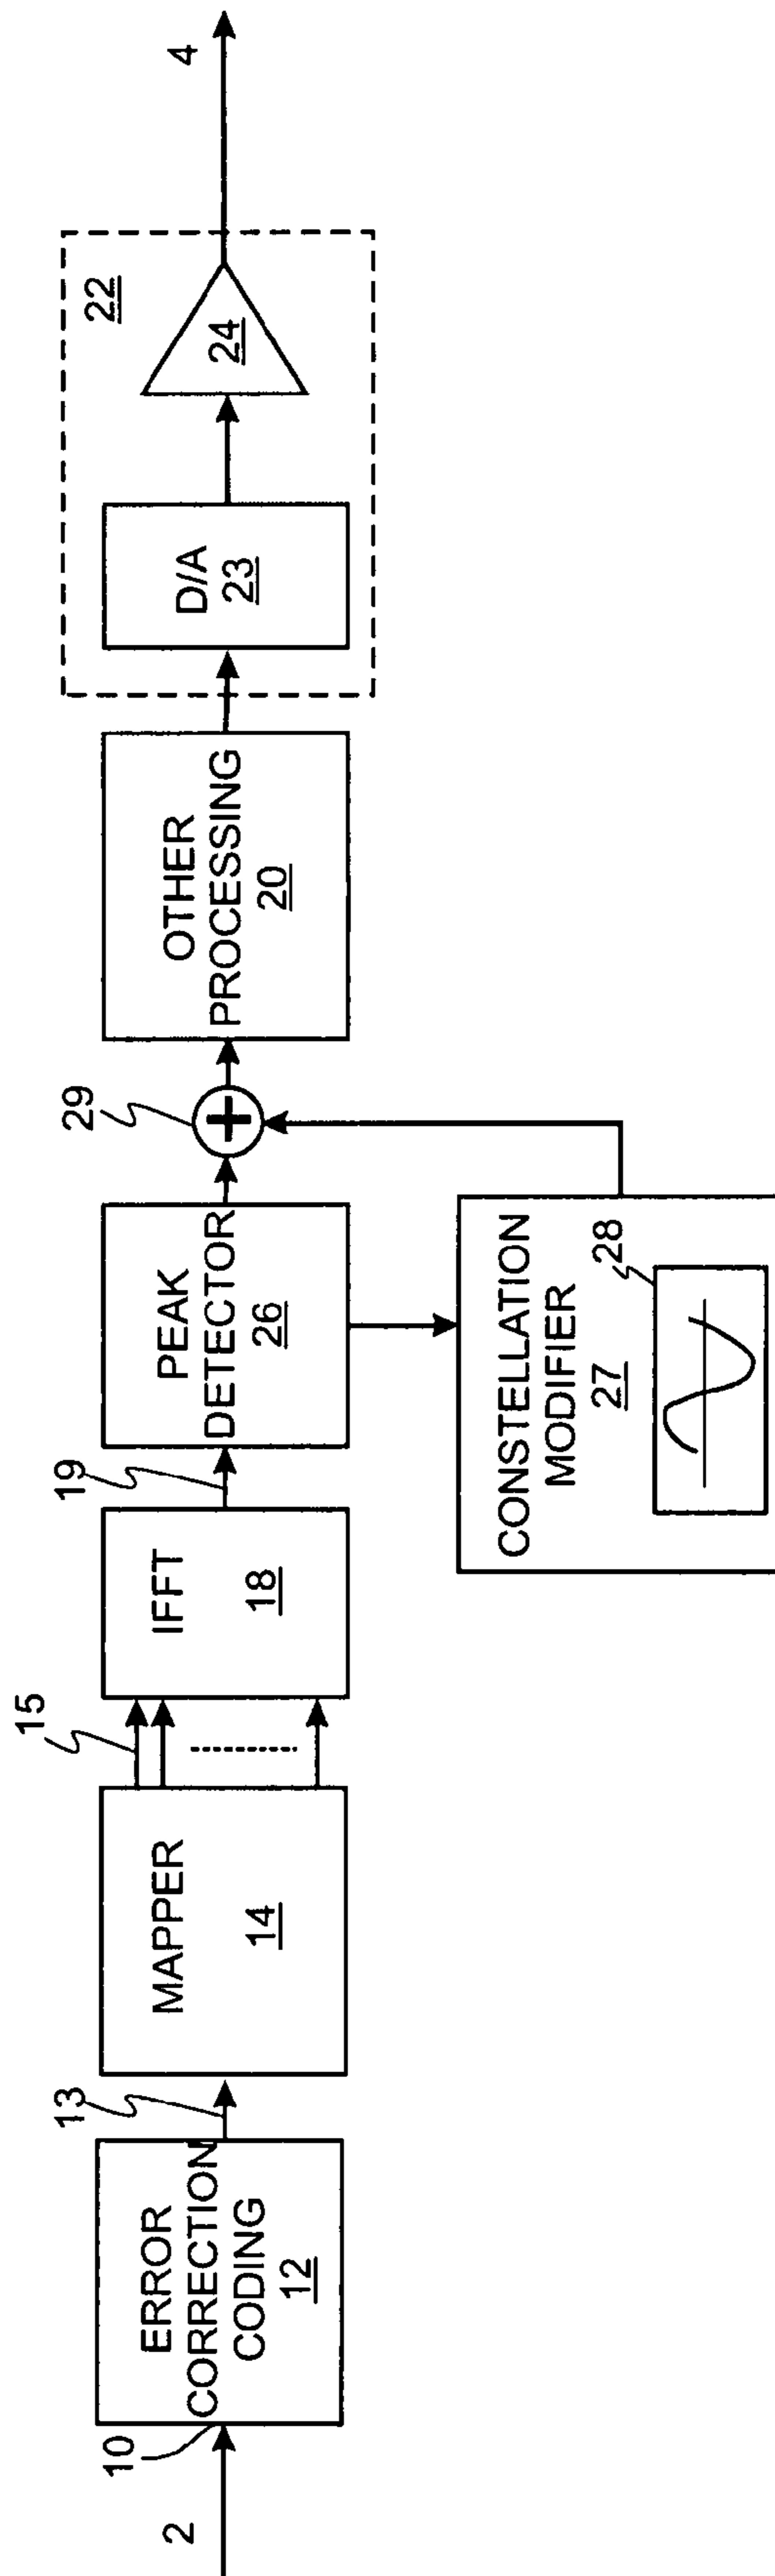 2
10
ERROR
CORRECTION
CODING
12
13
MAPPER
14
15
IFFT
18
19
PEAK
DETECTOR
26
29
+
CONSTELLATION
MODIFIER
27
28
OTHER
PROCESSING
20
D/A
23
22
24
4